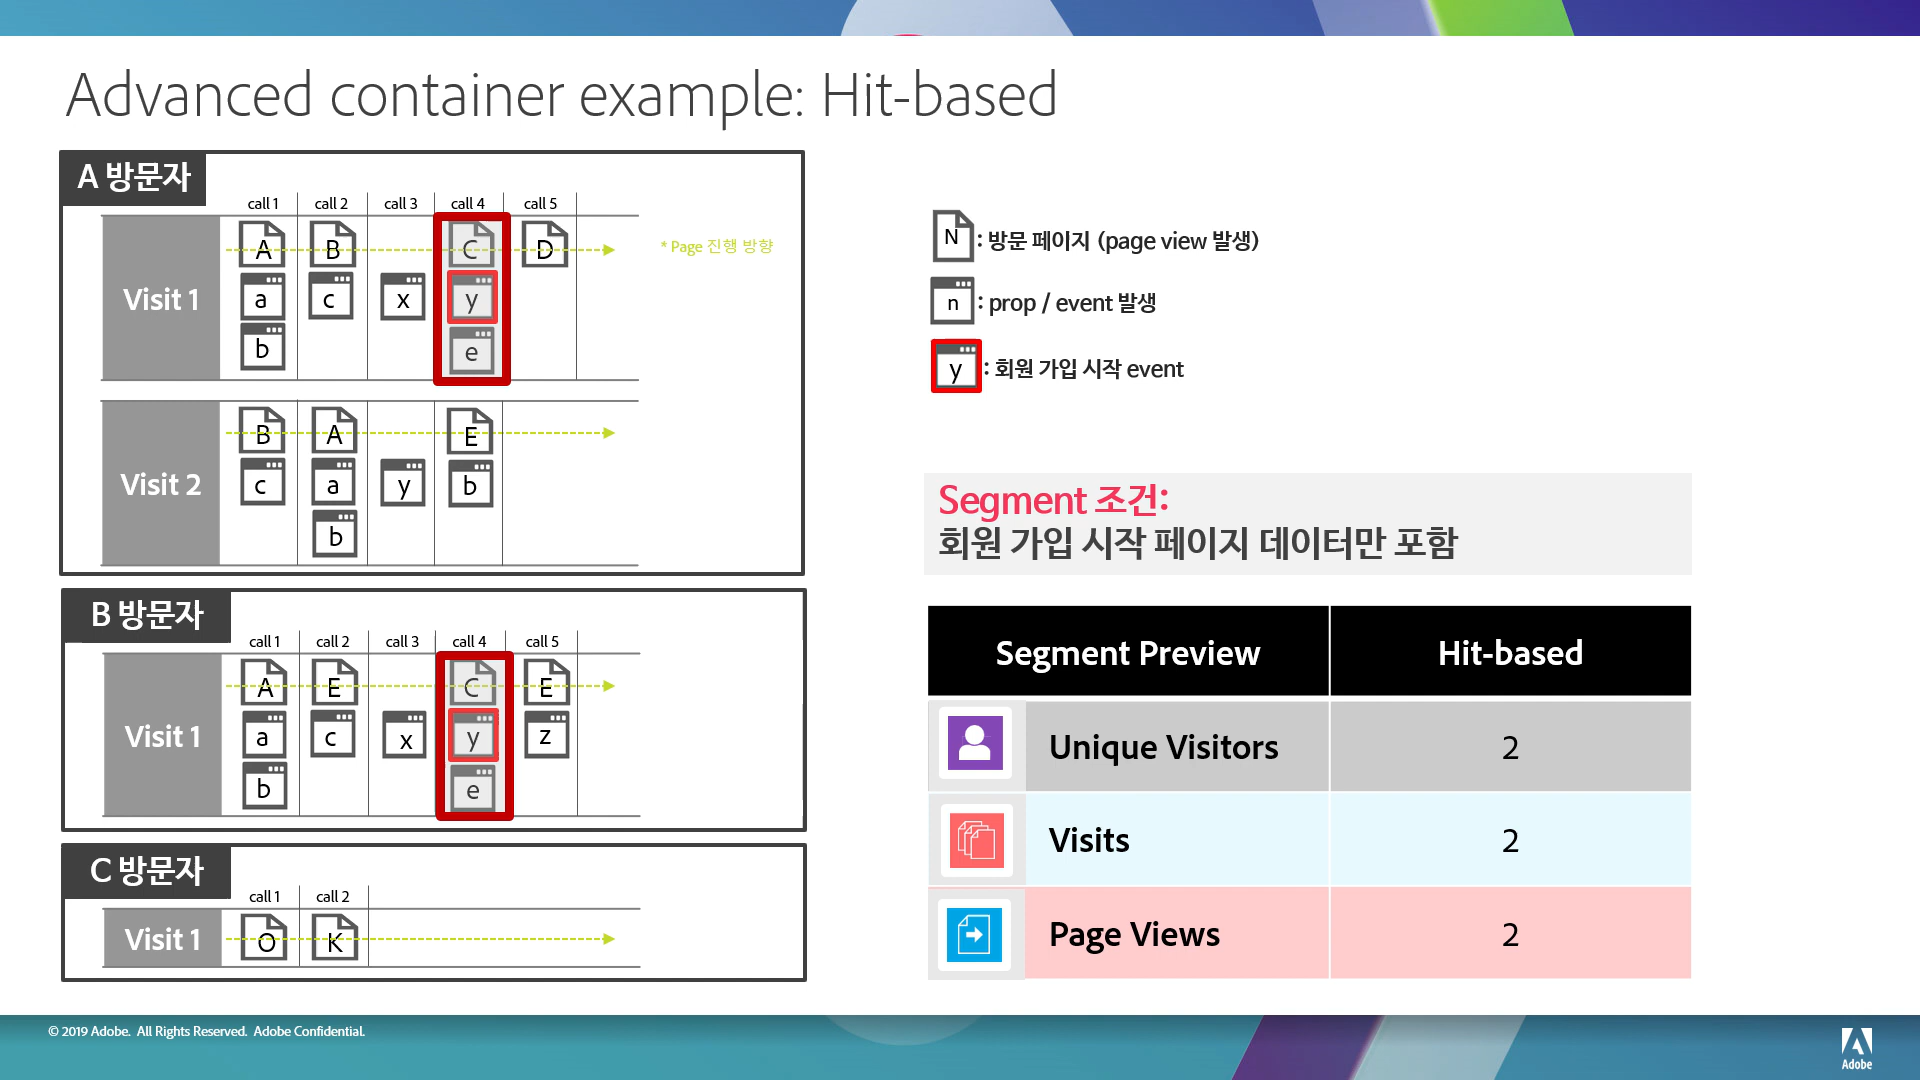 Advanced container example: Hit-based
A 방문자
call 1 call 2 call 3 call 4 call 5
A B C D
* Page 진행 방향
Visit 1
a c x y
b e
B A E
Visit 2
c a y b
b
B 방문자
call 1 call 2 call 3 call 4 call 5
A E C E
Visit 1
a c x y z
b e
C 방문자
call 1 call 2
Visit 1
O K
N : 방문 페이지 (page view 발생)
n : prop / event 발생
y : 회원 가입 시작 event
Segment 조건:
회원 가입 시작 페이지 데이터만 포함
Segment Preview Hit-based
Unique Visitors 2
Visits 2
Page Views 2
© 2019 Adobe. All Rights Reserved. Adobe Confidential.
Adobe